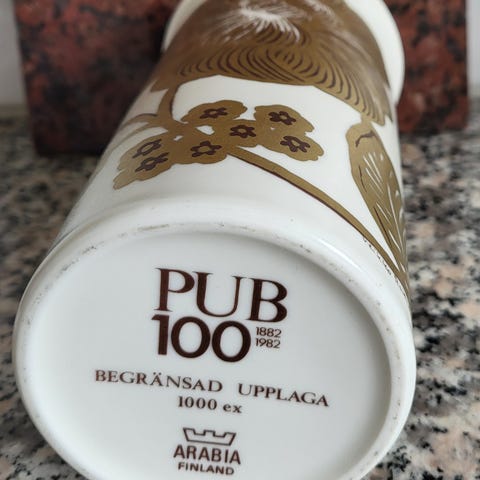 PUB
100 1882
1982
BEGRÄNSAD UPPLAGA
1000 ex
ARABIA
FINLAND